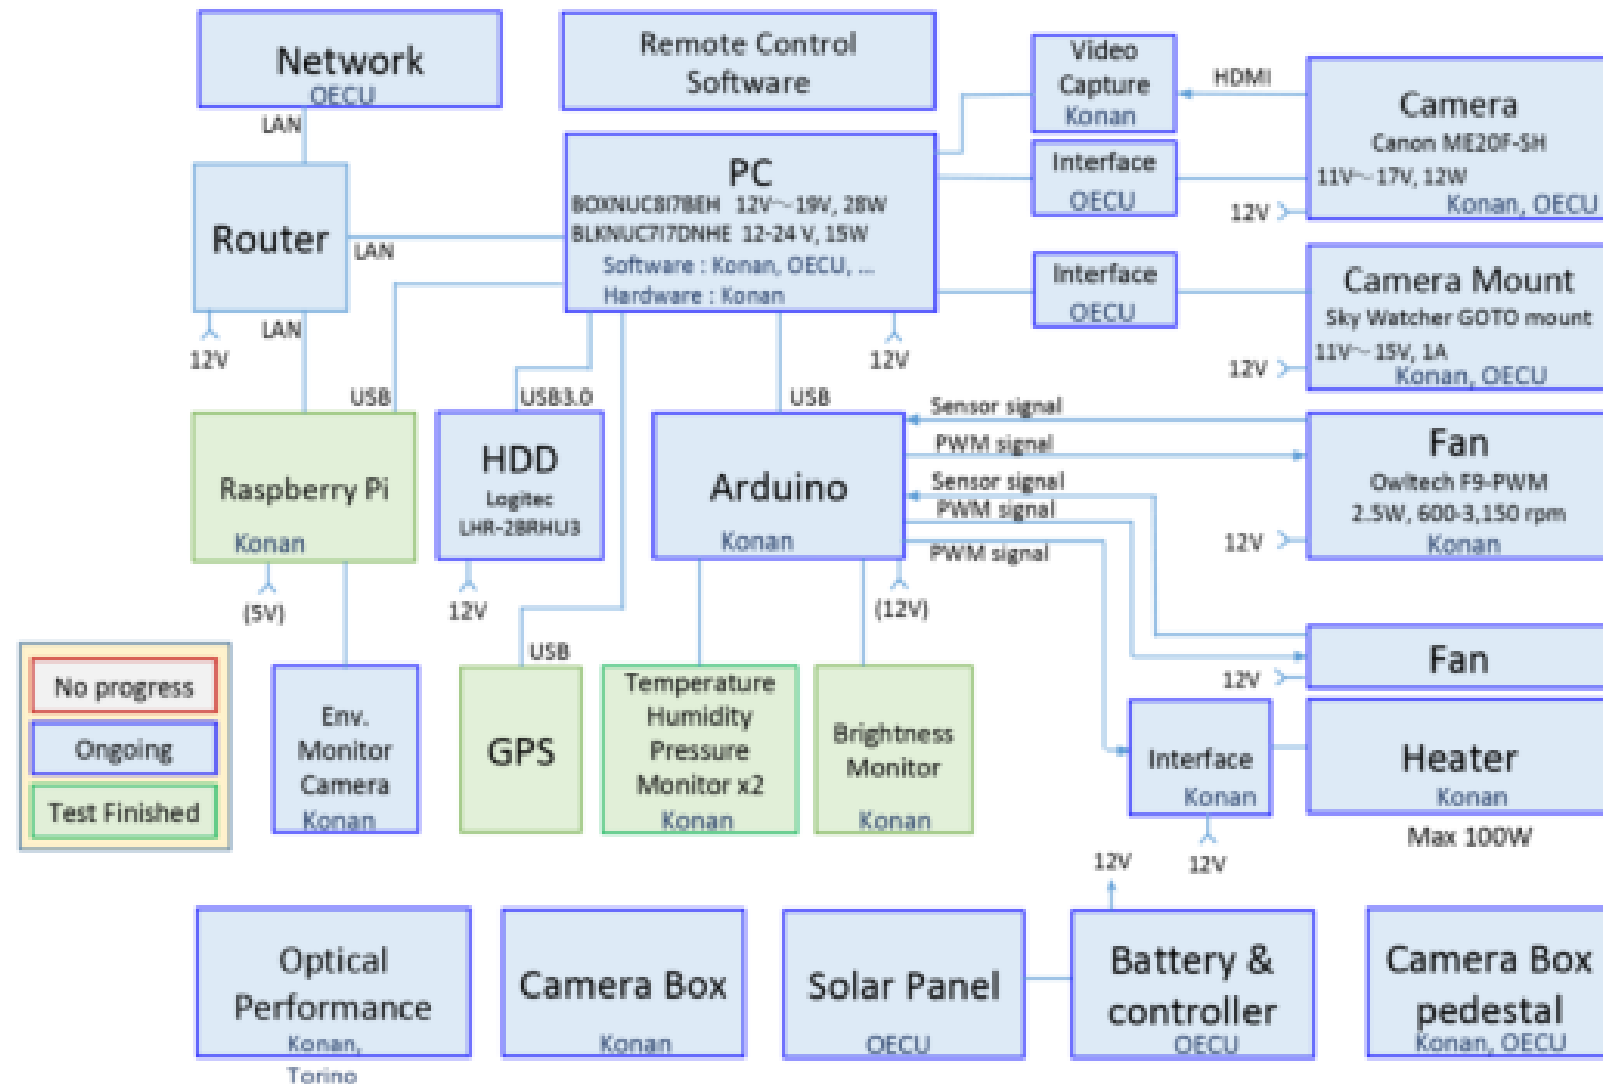 Network
OECU
Remote Control
Software
Video
Capture
Konan
HDMI
Camera
Canon ME20F-SH
11V～17V, 12W
Konan, OECU
12V
LAN
Router
LAN
12V
LAN
PC
BOXNUC8I7BEH 12V～19V, 28W
BLKNUC7I7DNHE 12-24 V, 15W
Software : Konan, OECU, ...
Hardware : Konan
12V
Interface
OECU
Interface
OECU
Camera Mount
Sky Watcher GOTO mount
11V～15V, 1A
Konan, OECU
12V
USB
USB3.0
USB
Raspberry Pi
Konan
(5V)
HDD
Logitec
LHR-2BRHU3
12V
Arduino
Konan
(12V)
Sensor signal
PWM signal
Sensor signal
PWM signal
PWM signal
Fan
Owltech F9-PWM
2.5W, 600-3,150 rpm
Konan
12V
Fan
12V
No progress
Ongoing
Test Finished
Env.
Monitor
Camera
Konan
USB
GPS
Temperature
Humidity
Pressure
Monitor x2
Konan
Brightness
Monitor
Konan
Interface
Konan
12V
Heater
Konan
Max 100W
12V
Optical
Performance
Konan,
Torino
Camera Box
Konan
Solar Panel
OECU
Battery &
controller
OECU
Camera Box
pedestal
Konan, OECU